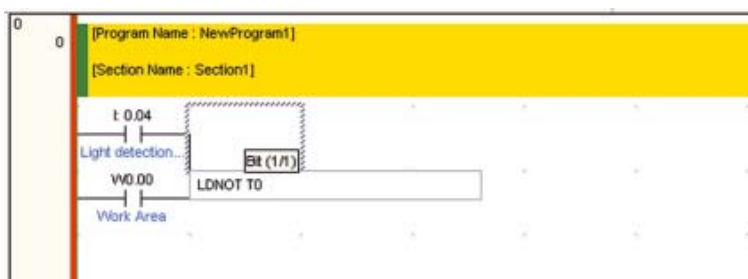 0
0
[Program Name : NewProgram1]
[Section Name : Section1]
I: 0.04
Light detection...
Bit (1/1)
W0.00
LDNOT T0
Work Area